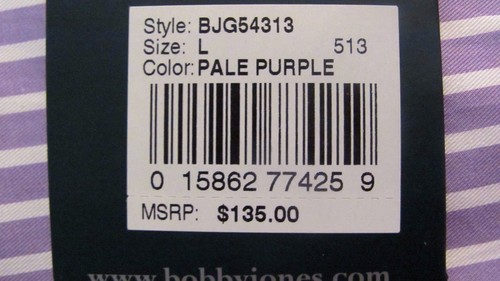 Style: BJG54313
Size: L 513
Color: PALE PURPLE
0 15862 77425 9
MSRP: $135.00
www.bobbyjones.com